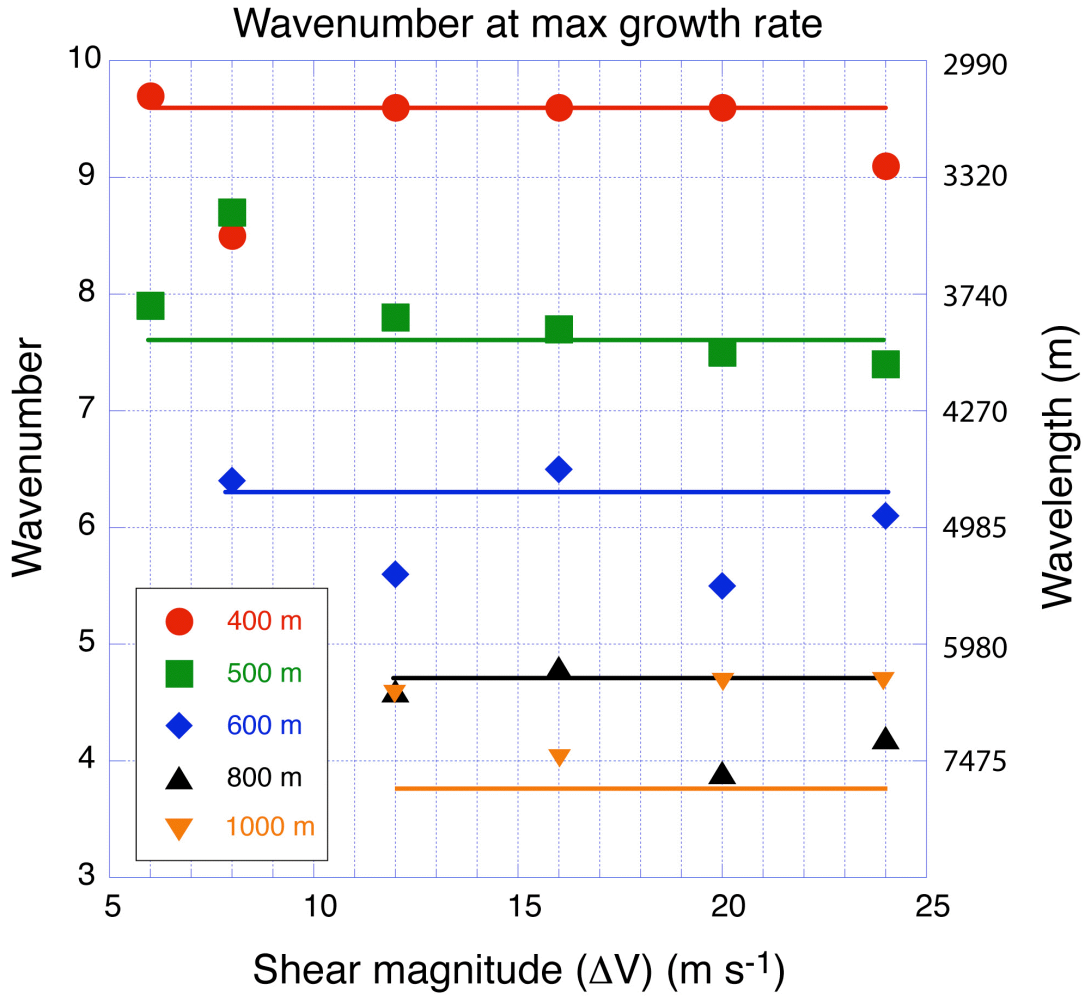 Wavenumber at max growth rate
10
9
8
7
6
5
4
3
2990
3320
3740
4270
4985
5980
7475
Wavenumber
Wavelength (m)
400 m
500 m
600 m
800 m
1000 m
5
10
15
20
25
Shear magnitude (ΔV) (m s⁻¹)